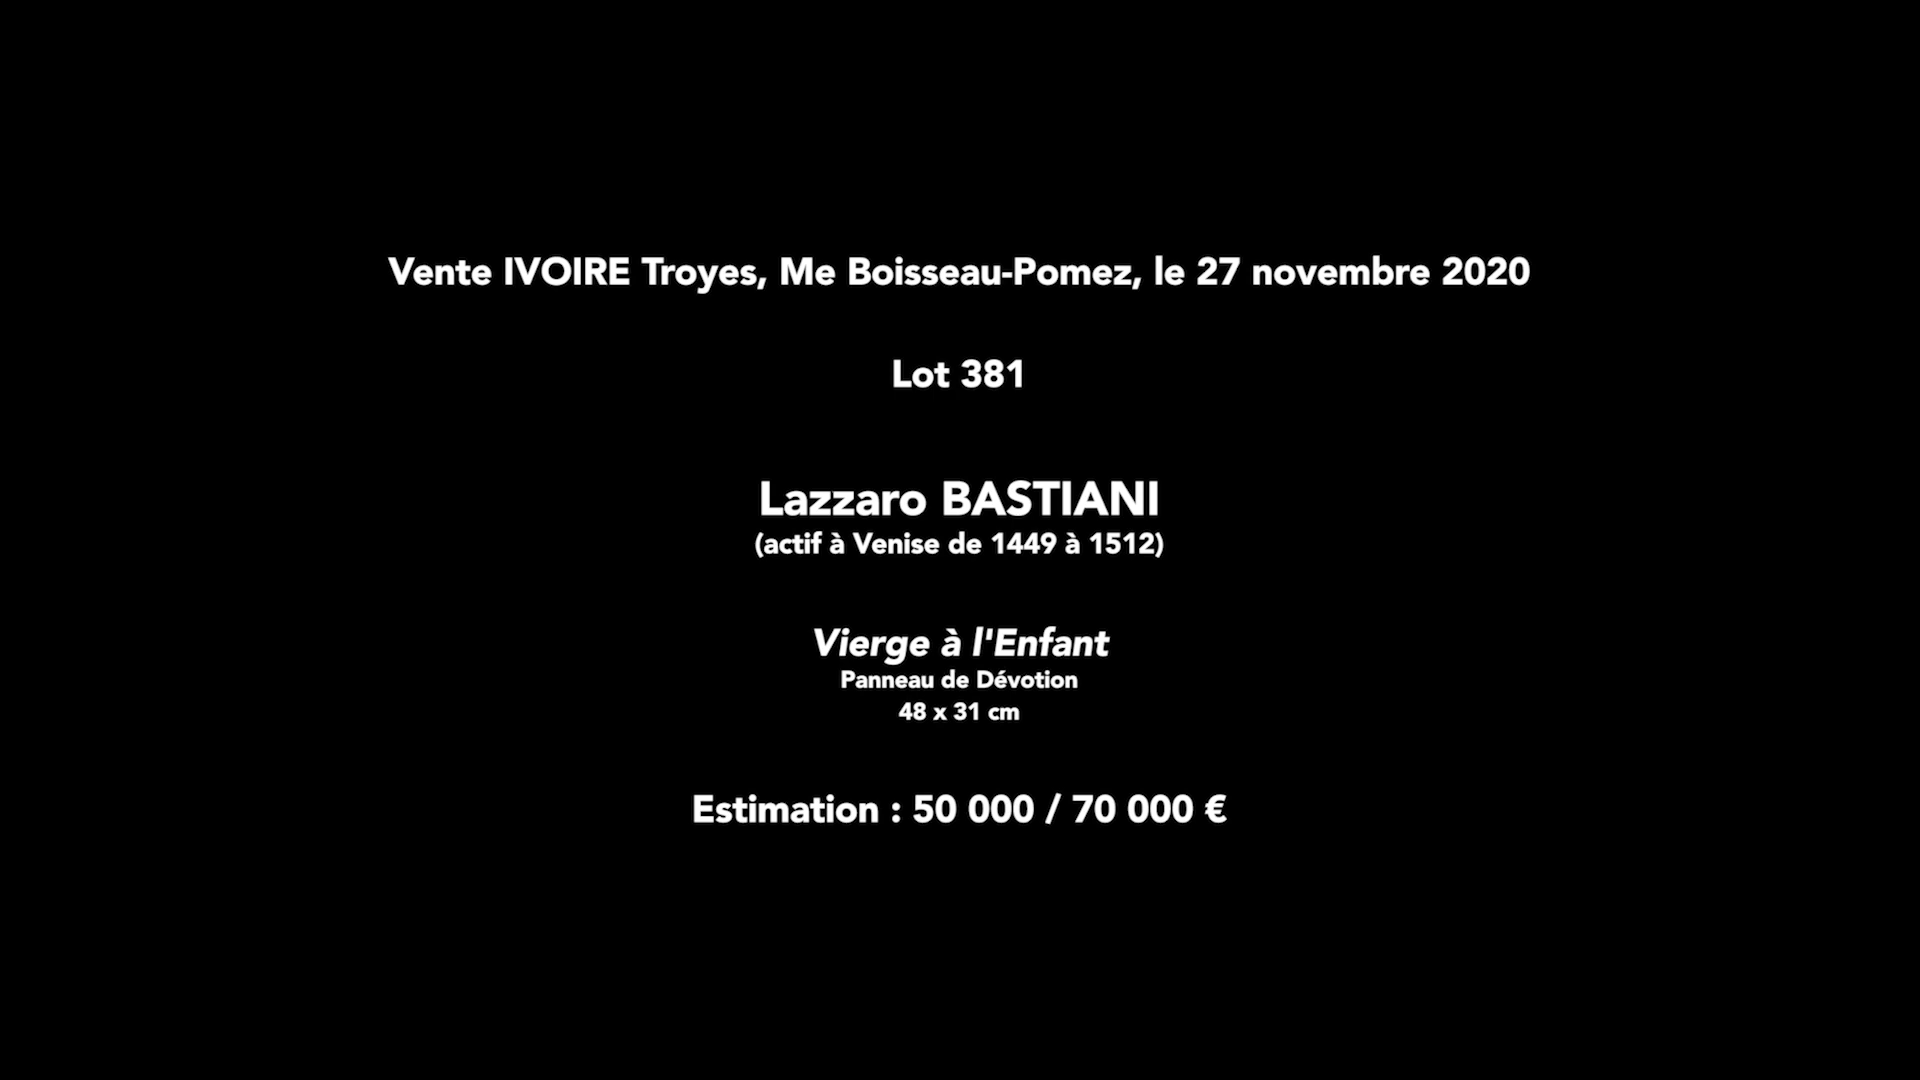 Vente IVOIRE Troyes, Me Boisseau-Pomez, le 27 novembre 2020
Lot 381
Lazzaro BASTIANI
(actif à Venise de 1449 à 1512)
Vierge à l'Enfant
Panneau de Dévotion
48 x 31 cm
Estimation : 50 000 / 70 000 €